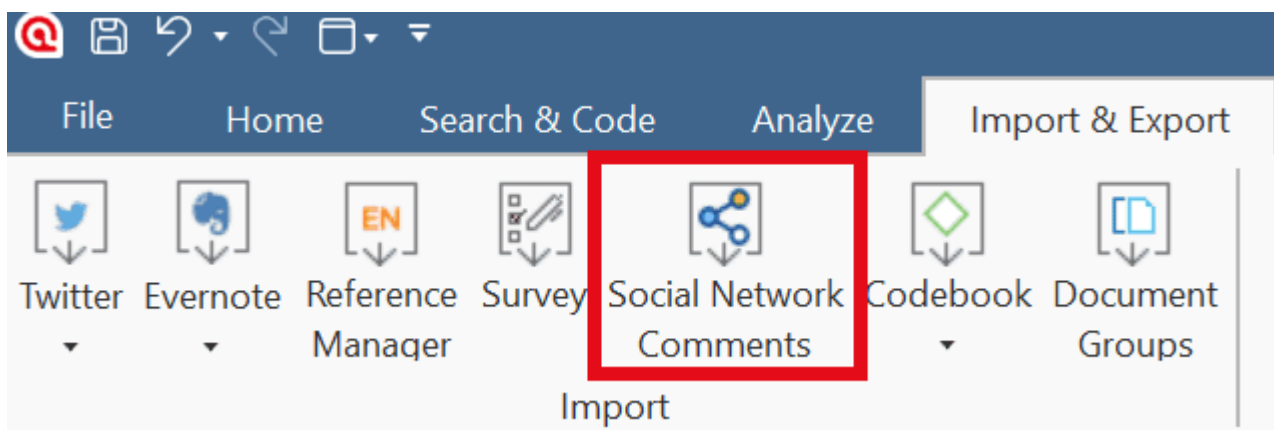 File Home Search & Code Analyze Import & Export
EN
Twitter Evernote Reference Survey Social Network Codebook Document
Manager Comments Groups
Import